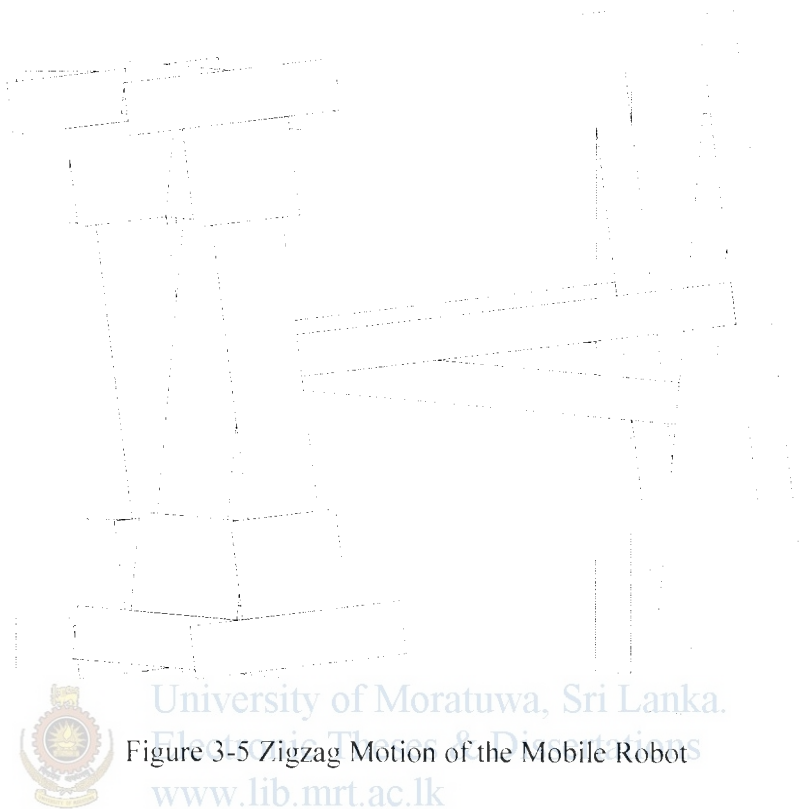 University of Moratuwa, Sri Lanka.
Electronic Theses & Dissertations
Figure 3-5 Zigzag Motion of the Mobile Robot
www.lib.mrt.ac.lk